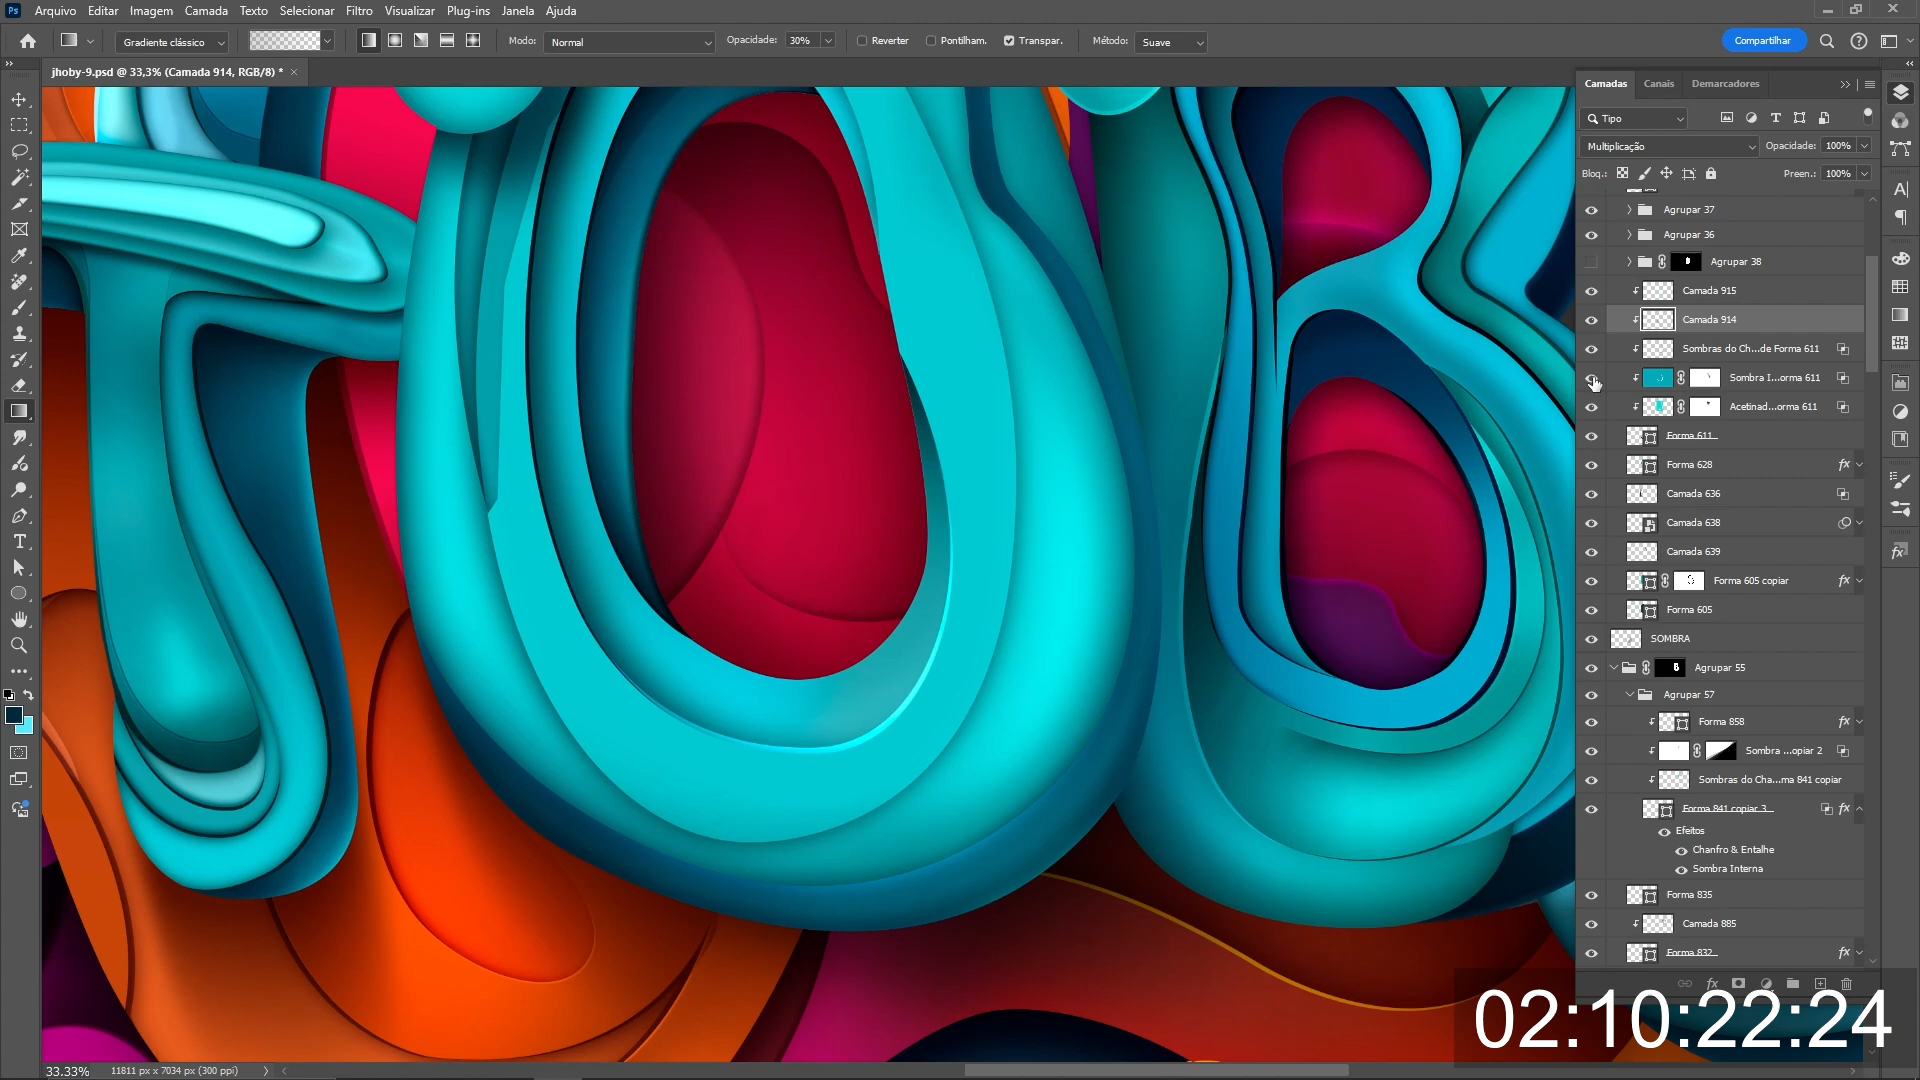 Ps Arquivo Editar Imagem Camada Texto Selecionar Filtro Visualizar Plug-ins Janela Ajuda
Gradiente clássico Modo: Normal Opacidade: 30% Reverter Pontilham. Transpar. Método: Suave Compartilhar
jhoby-9.psd @ 33,3% (Camada 914, RGB/8) *
Camadas Canais Demarcadores
Tipo
Multiplicação Opacidade: 100%
Bloq.: Preen.: 100%
Agrupar 37
Agrupar 36
Agrupar 38
Camada 915
Camada 914
Sombras do Ch...de Forma 611
Sombra I...orma 611
Acetinad...orma 611
Forma 611
Forma 628 fx
Camada 636
Camada 638
Camada 639
Forma 605 copiar fx
Forma 605
SOMBRA
Agrupar 55
Agrupar 57
Forma 858 fx
Sombra ...opiar 2
Sombras do Cha...ma 841 copiar
Forma 841 copiar 3 fx
Efeitos
Chanfro & Entalhe
Sombra Interna
Forma 835
Camada 885
Forma 832 fx
02:10:22:24
33.33% 11811 px x 7034 px (300 ppi)